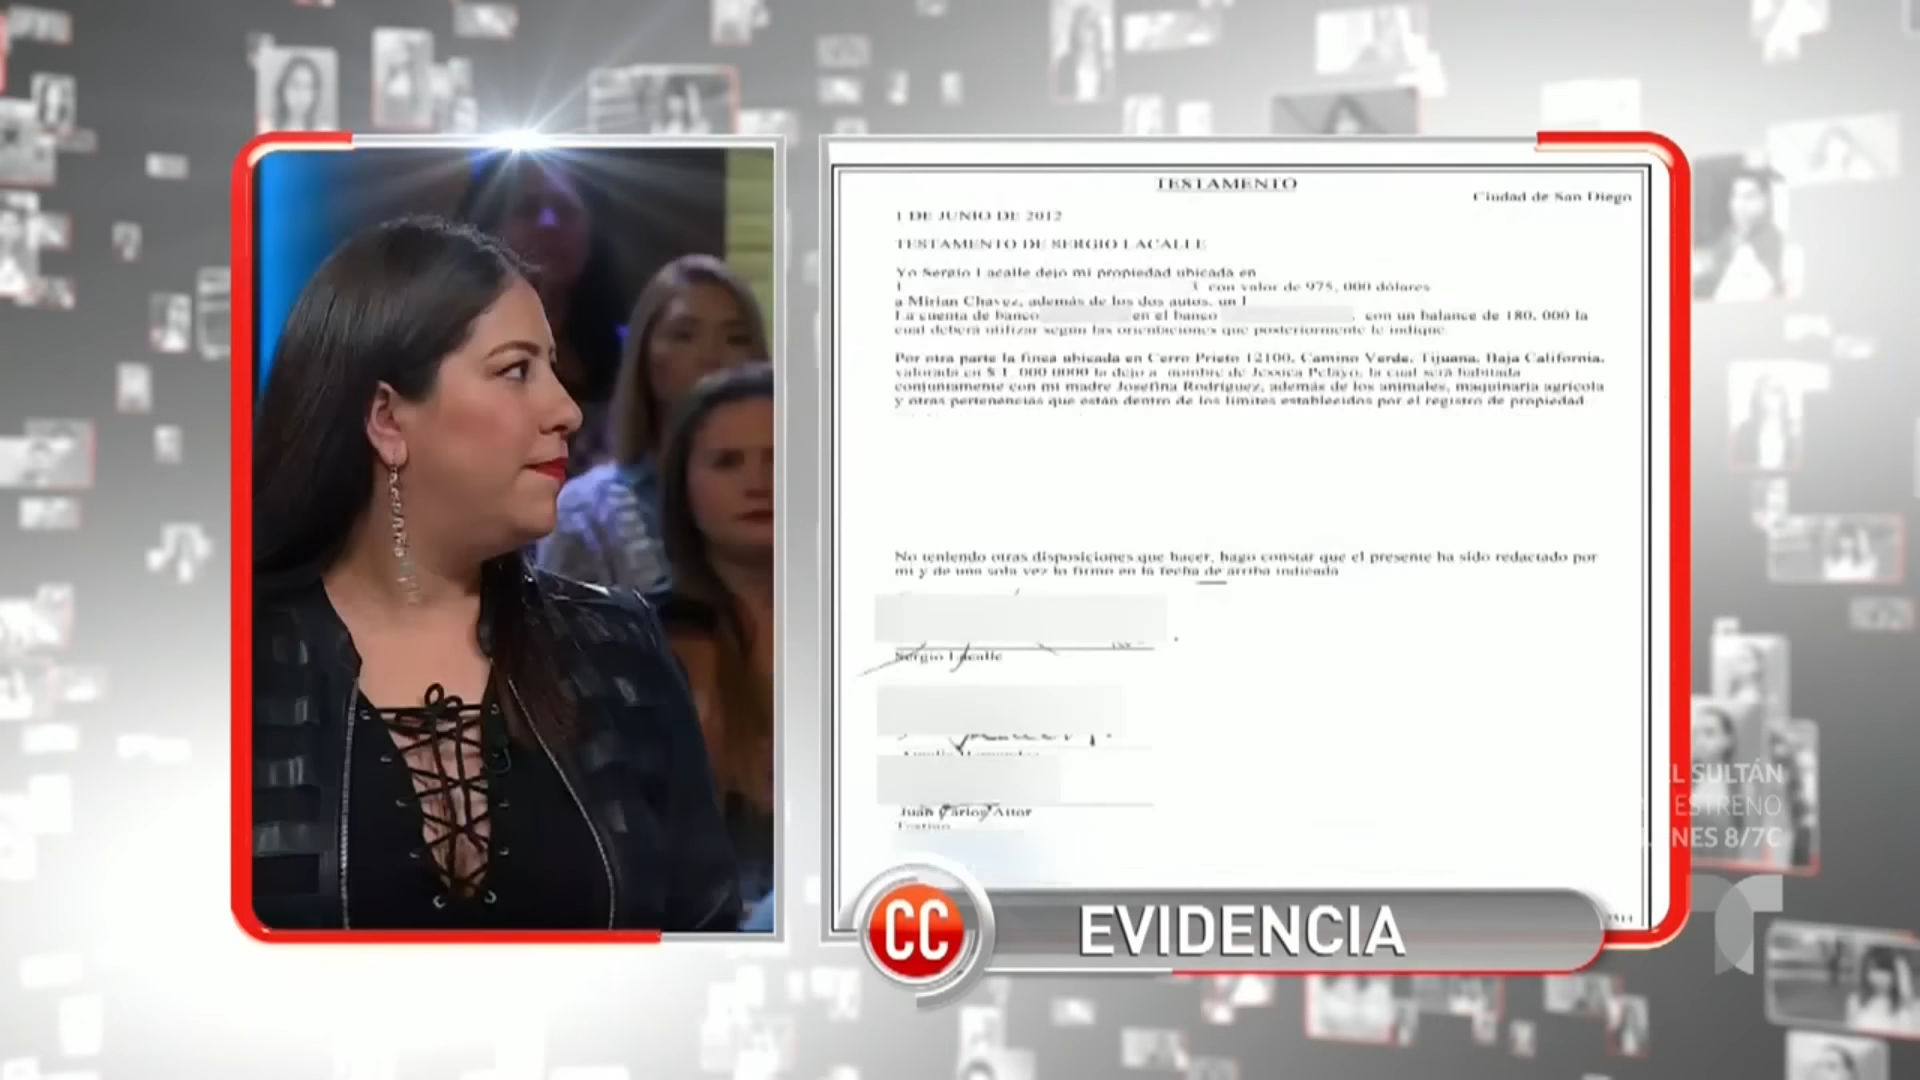 TESTAMENTO
Ciudad de San Diego
1 DE JUNIO DE 2012
TESTAMENTO DE SERGIO LACALLE
Yo Sergio Lacalle dejo mi propiedad ubicada en
con valor de 975, 000 dólares
a Mirian Chavez, además de los dos autos, un
La cuenta de banco en el banco , con un balance de 180, 000 la
cual deberá utilizar según las orientaciones que posteriormente le indique.
Por otra parte la finca ubicada en Cerro Prieto 12100, Camino Verde, Tijuana, Baja California,
valorada en $ 1, 000 0000 la dejo a nombre de Jessica Pelayo, la cual será habitada
conjuntamente con mi madre Josefina Rodríguez, además de los animales, maquinaria agrícola
y otras pertenencias que están dentro de los límites establecidos por el registro de propiedad
No teniendo otras disposiciones que hacer, hago constar que el presente ha sido redactado por
mi y de una sola vez lo firmo en la fecha de arriba indicada
Sergio Lacalle
Juan Carlos
L SULTÁN
ESTRENO
NES 8/7C
CC
EVIDENCIA